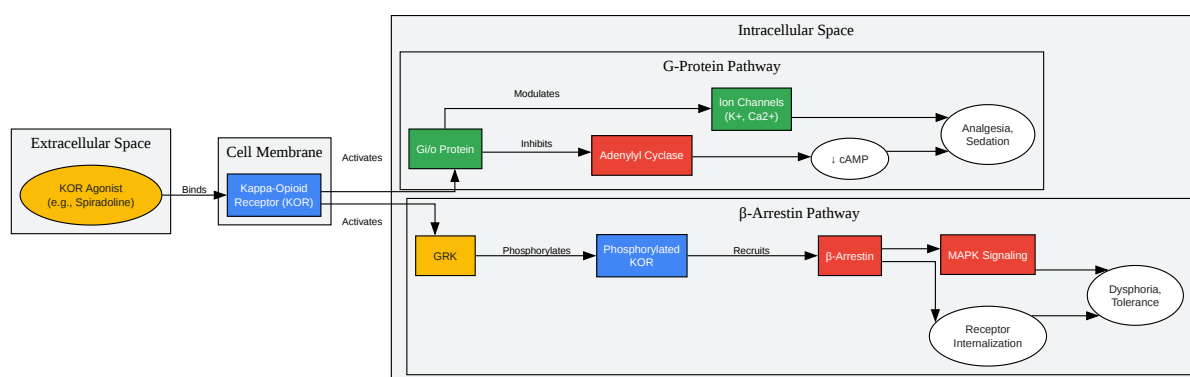 Intracellular Space
G-Protein Pathway
Modulates
Ion Channels
(K+, Ca2+)
Analgesia,
Sedation
Gi/o Protein
Inhibits
Adenylyl Cyclase
↓ cAMP
Extracellular Space
KOR Agonist
(e.g., Spiradoline)
Binds
Cell Membrane
Kappa-Opioid
Receptor (KOR)
Activates
Activates
β-Arrestin Pathway
GRK
Phosphorylates
Phosphorylated
KOR
Recruits
β-Arrestin
MAPK Signaling
Receptor
Internalization
Dysphoria,
Tolerance